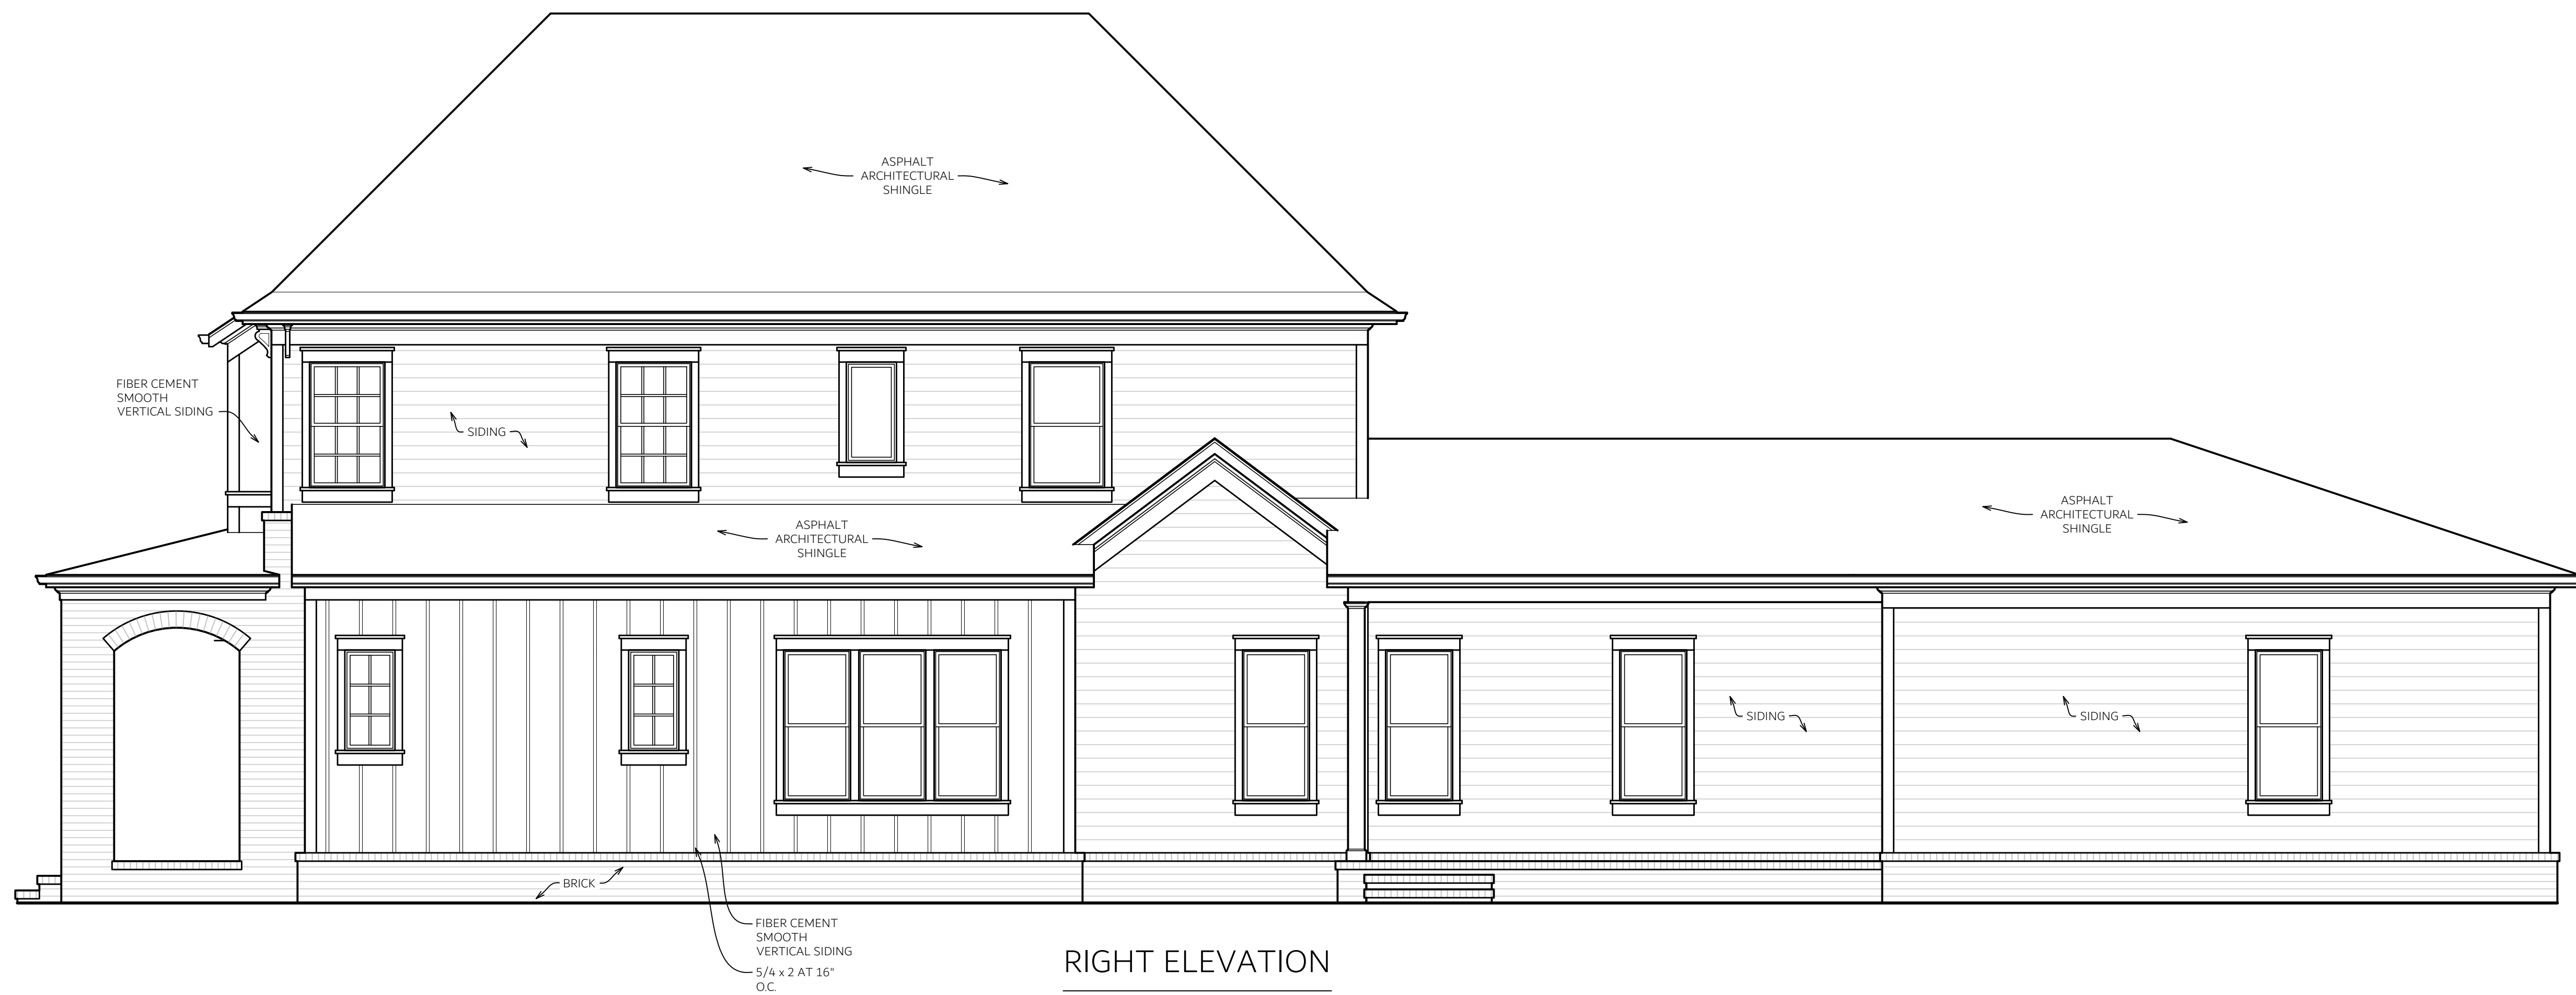 ASPHALT
ARCHITECTURAL
SHINGLE
FIBER CEMENT
SMOOTH
VERTICAL SIDING
SIDING
ASPHALT
ARCHITECTURAL
SHINGLE
ASPHALT
ARCHITECTURAL
SHINGLE
SIDING
SIDING
BRICK
FIBER CEMENT
SMOOTH
VERTICAL SIDING
5/4 x 2 AT 16"
O.C.
RIGHT ELEVATION